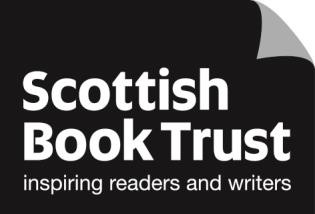 Scottish
Book Trust
inspiring readers and writers